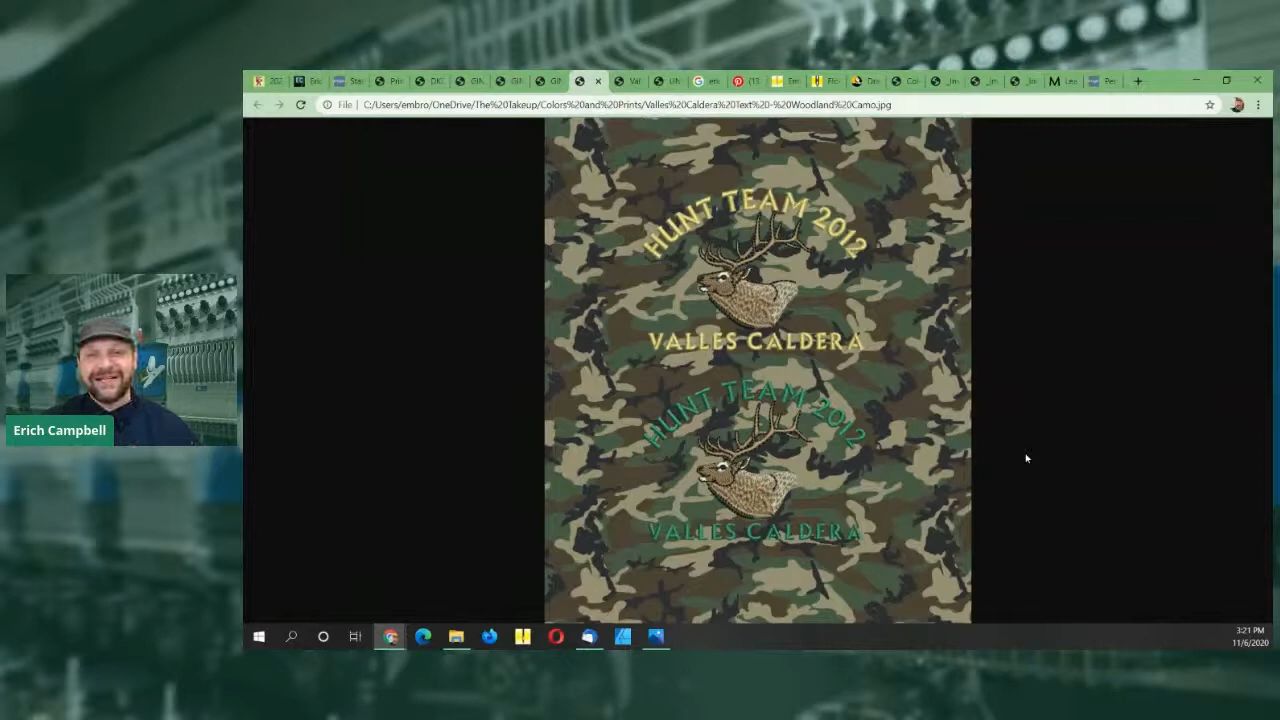 File
C:/Users/embro/OneDrive/The%20Takeup/Colors%20and%20Prints/Valles%20Caldera%20Text%20-%20Woodland%20Camo.jpg
HUNT TEAM 2012
VALLES CALDERA
HUNT TEAM 2012
VALLES CALDERA
Erich Campbell
3:21 PM
11/6/2020